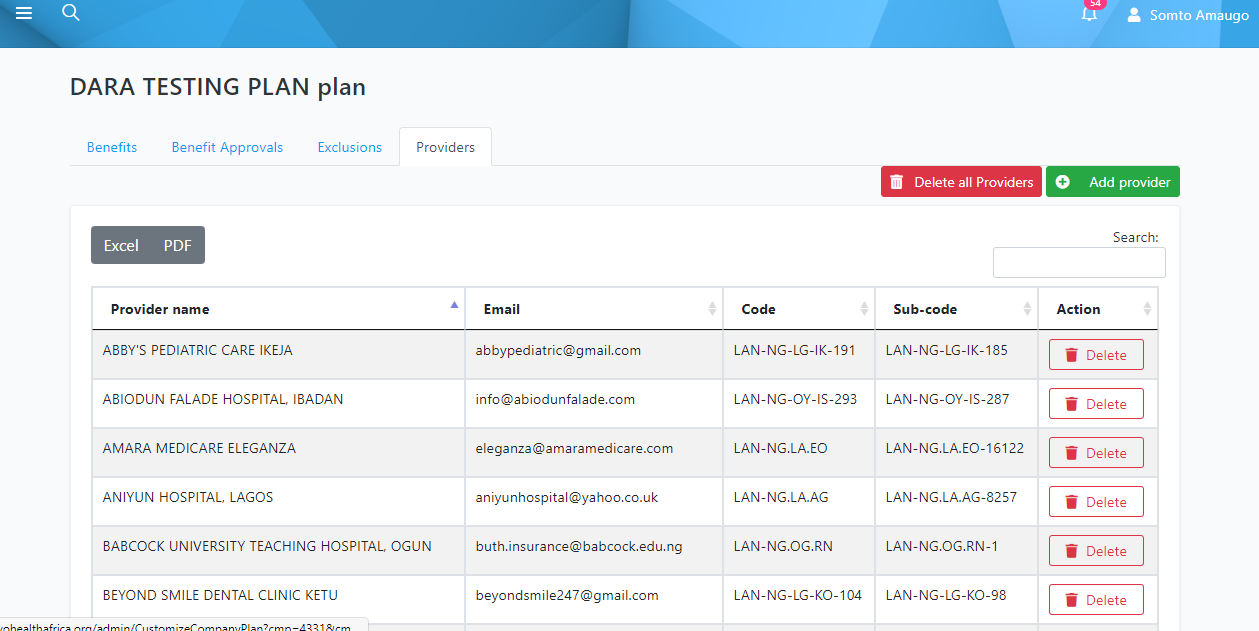 54
Somto Amaugo
DARA TESTING PLAN plan
Benefits Benefit Approvals Exclusions Providers
Delete all Providers Add provider
Excel PDF
Search:
Provider name Email Code Sub-code Action
ABBY'S PEDIATRIC CARE IKEJA abbypediatric@gmail.com LAN-NG-LG-IK-191 LAN-NG-LG-IK-185 Delete
ABIODUN FALADE HOSPITAL, IBADAN info@abiodunfalade.com LAN-NG-OY-IS-293 LAN-NG-OY-IS-287 Delete
AMARA MEDICARE ELEGANZA eleganza@amaramedicare.com LAN-NG.LA.EO LAN-NG.LA.EO-16122 Delete
ANIYUN HOSPITAL, LAGOS aniyunhospital@yahoo.co.uk LAN-NG.LA.AG LAN-NG.LA.AG-8257 Delete
BABCOCK UNIVERSITY TEACHING HOSPITAL, OGUN buth.insurance@babcock.edu.ng LAN-NG.OG.RN LAN-NG.OG.RN-1 Delete
BEYOND SMILE DENTAL CLINIC KETU beyondsmile247@gmail.com LAN-NG-LG-KO-104 LAN-NG-LG-KO-98 Delete
vohealthafrica.org/admin/CustomizeCompanyPlan?cmp=4331&cm